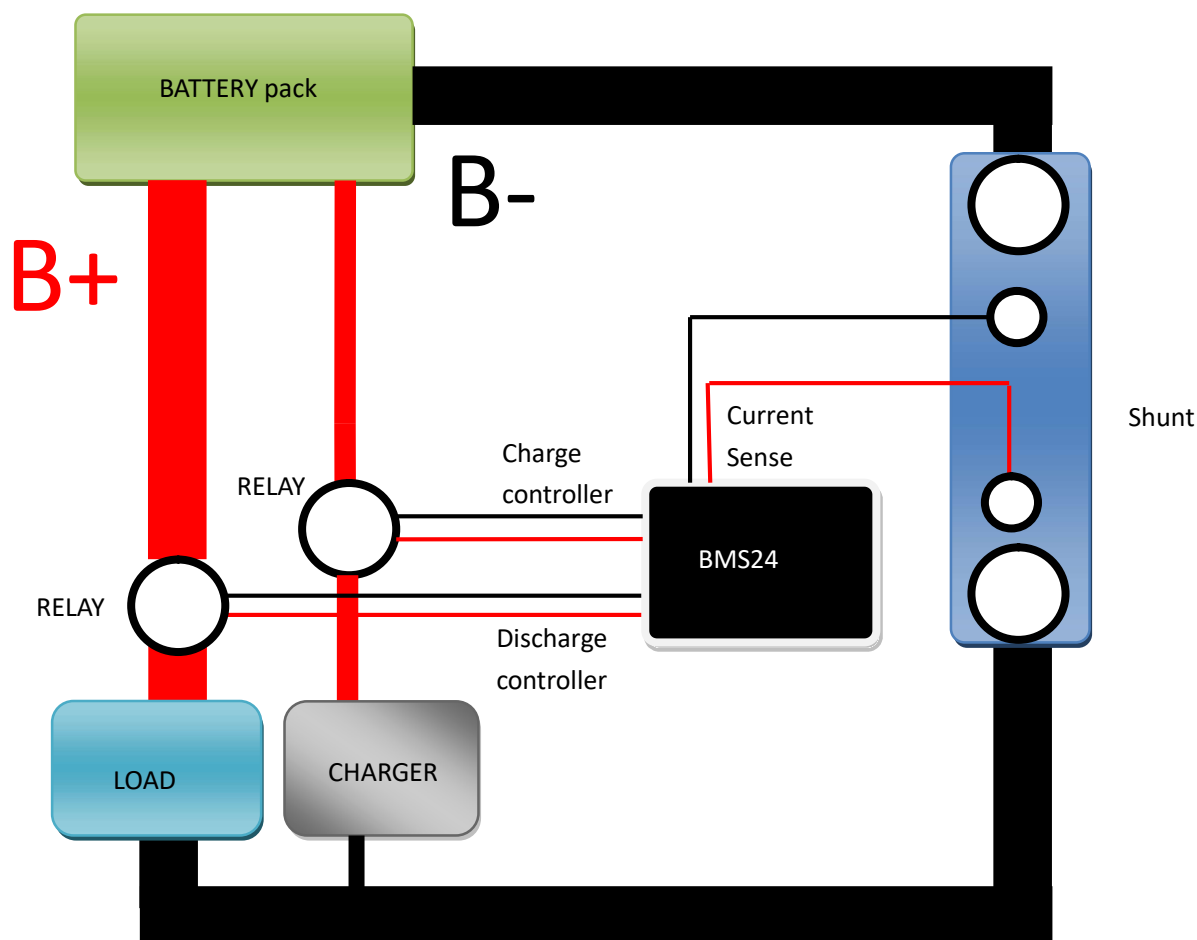 BATTERY pack
B-
B+
Shunt
Current
Sense
Charge
controller
RELAY
BMS24
RELAY
Discharge
controller
LOAD
CHARGER